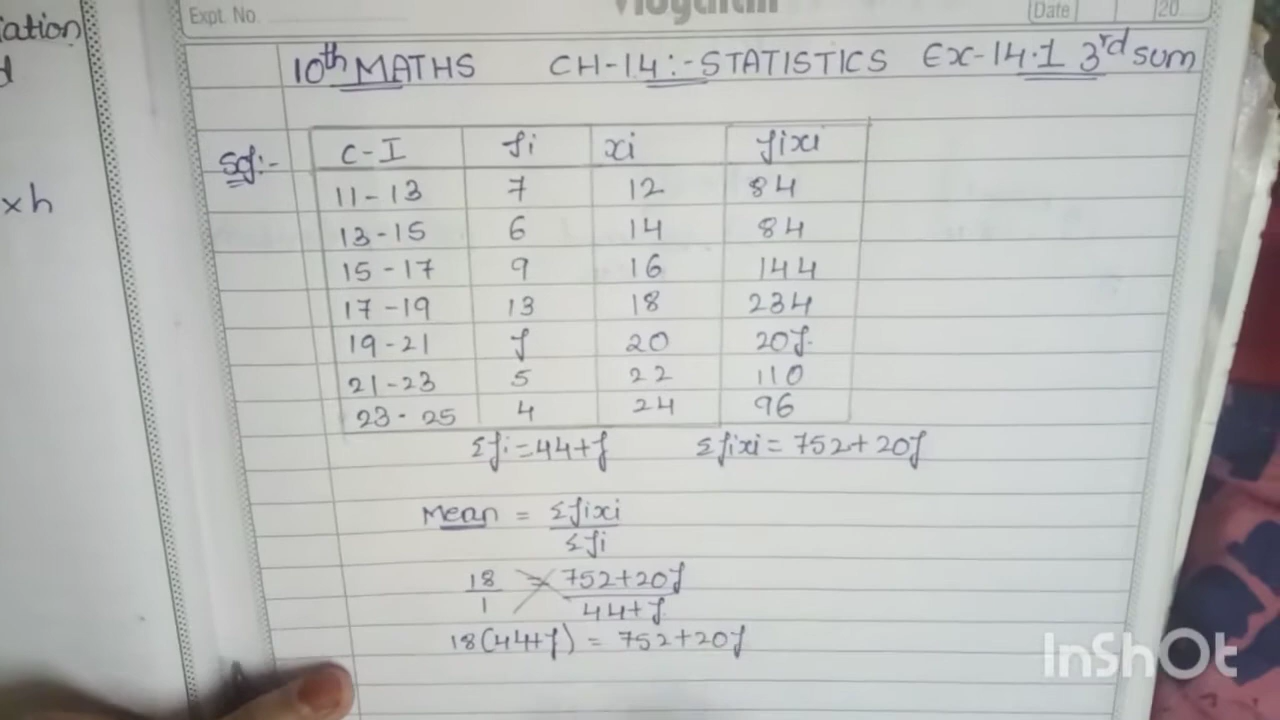 iation
d
xh
Expt. No.
Date
20
10th MATHS CH-14:-STATISTICS EX-14.1 3rd sum
Sol:-
C-I fi xi fixi
11-13 7 12 84
13-15 6 14 84
15-17 9 16 144
17-19 13 18 234
19-21 f 20 20f
21-23 5 22 110
23-25 4 24 96
Σfi=44+f Σfixi=752+20f
Mean = Σfixi
Σfi
18 = 752+20f
1 44+f
18(44+f) = 752+20f
InShOt